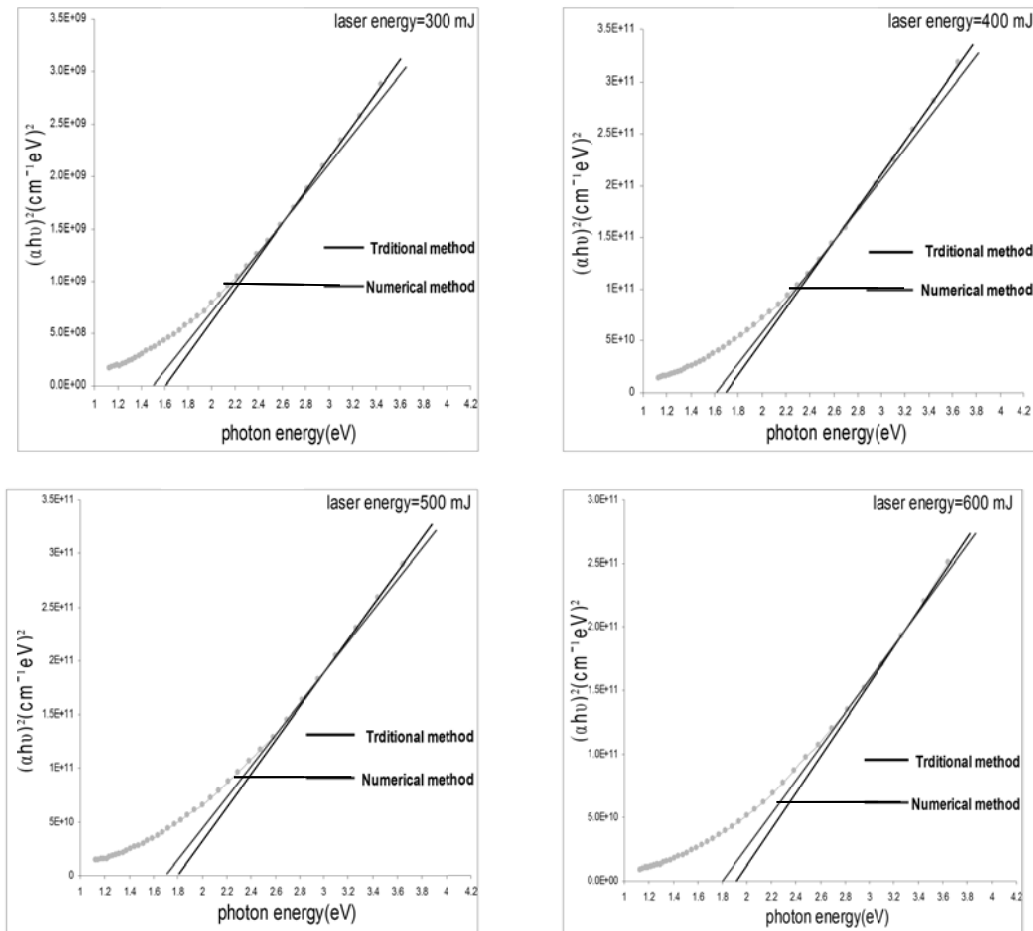 laser energy=300 mJ
3.5E+09
3.0E+09
2.5E+09
2.0E+09
1.5E+09
1.0E+09
5.0E+08
0.0E+00
(αhυ)²(cm⁻¹eV)²
Trditional method
Numerical method
1 1.2 1.4 1.6 1.8 2 2.2 2.4 2.6 2.8 3 3.2 3.4 3.6 3.8 4 4.2
photon energy(eV)
laser energy=400 mJ
3.5E+11
3E+11
2.5E+11
2E+11
1.5E+11
1E+11
5E+10
0
(αhυ)²(cm⁻¹eV)²
Trditional method
Numerical method
1 1.2 1.4 1.6 1.8 2 2.2 2.4 2.6 2.8 3 3.2 3.4 3.6 3.8 4 4.2
photon energy(eV)
laser energy=500 mJ
3.5E+11
3E+11
2.5E+11
2E+11
1.5E+11
1E+11
5E+10
0
(αhυ)²(cm⁻¹eV)²
Trditional method
Numerical method
1 1.2 1.4 1.6 1.8 2 2.2 2.4 2.6 2.8 3 3.2 3.4 3.6 3.8 4 4.2
photon energy(eV)
laser energy=600 mJ
3.0E+11
2.5E+11
2.0E+11
1.5E+11
1.0E+11
5.0E+10
0.0E+00
(αhυ)²(cm⁻¹eV)²
Trditional method
Numerical method
1 1.2 1.4 1.6 1.8 2 2.2 2.4 2.6 2.8 3 3.2 3.4 3.6 3.8 4 4.2
photon energy(eV)